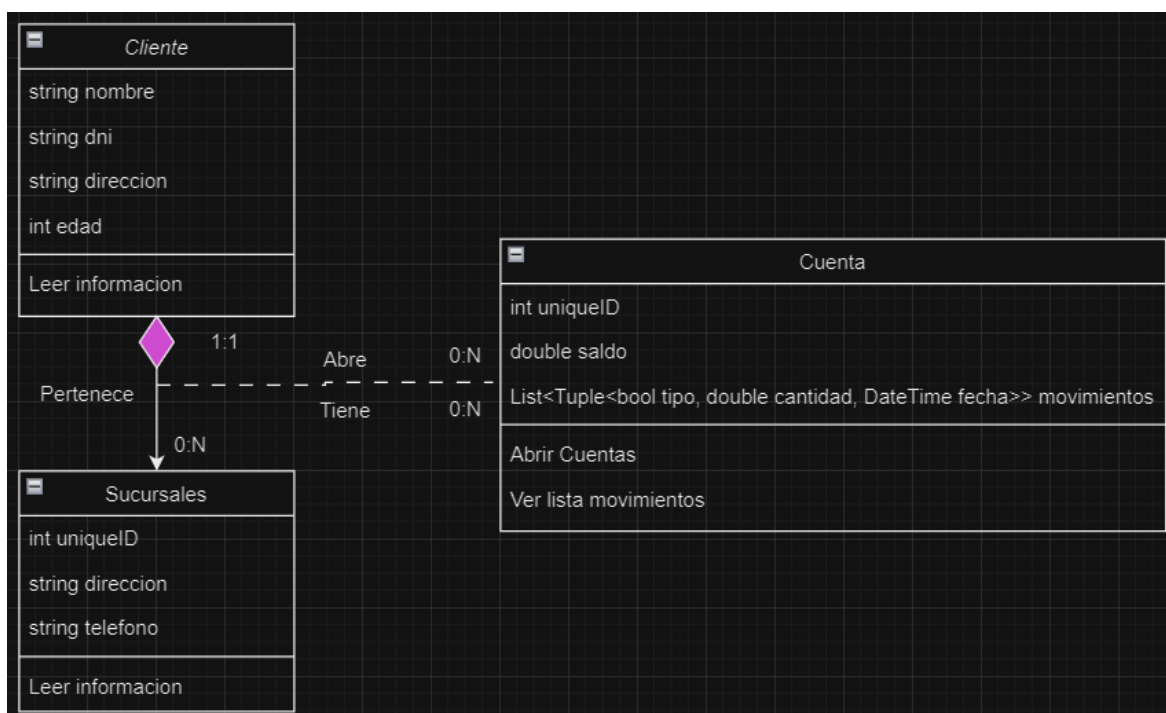 Cliente
string nombre
string dni
string direccion
int edad
Leer informacion
1:1
Pertenece
0:N
Abre
0:N
Tiene
0:N
Cuenta
int uniqueID
double saldo
List<Tuple<bool tipo, double cantidad, DateTime fecha>> movimientos
Abrir Cuentas
Ver lista movimientos
Sucursales
int uniqueID
string direccion
string telefono
Leer informacion